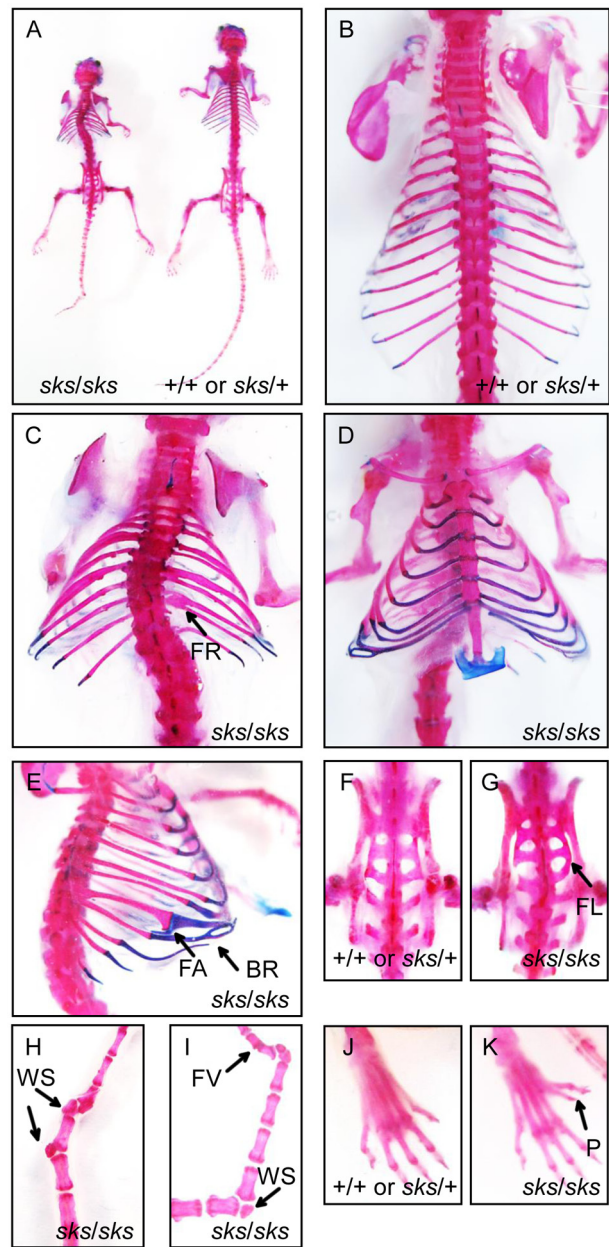 A
sks/sks +/+ or sks/+
B
+/+ or sks/+
C
FR
sks/sks
D
sks/sks
E
FA BR
sks/sks
F
+/+ or sks/+
G
FL
sks/sks
H
WS
sks/sks
I
FV
WS
sks/sks
J
+/+ or sks/+
K
P
sks/sks